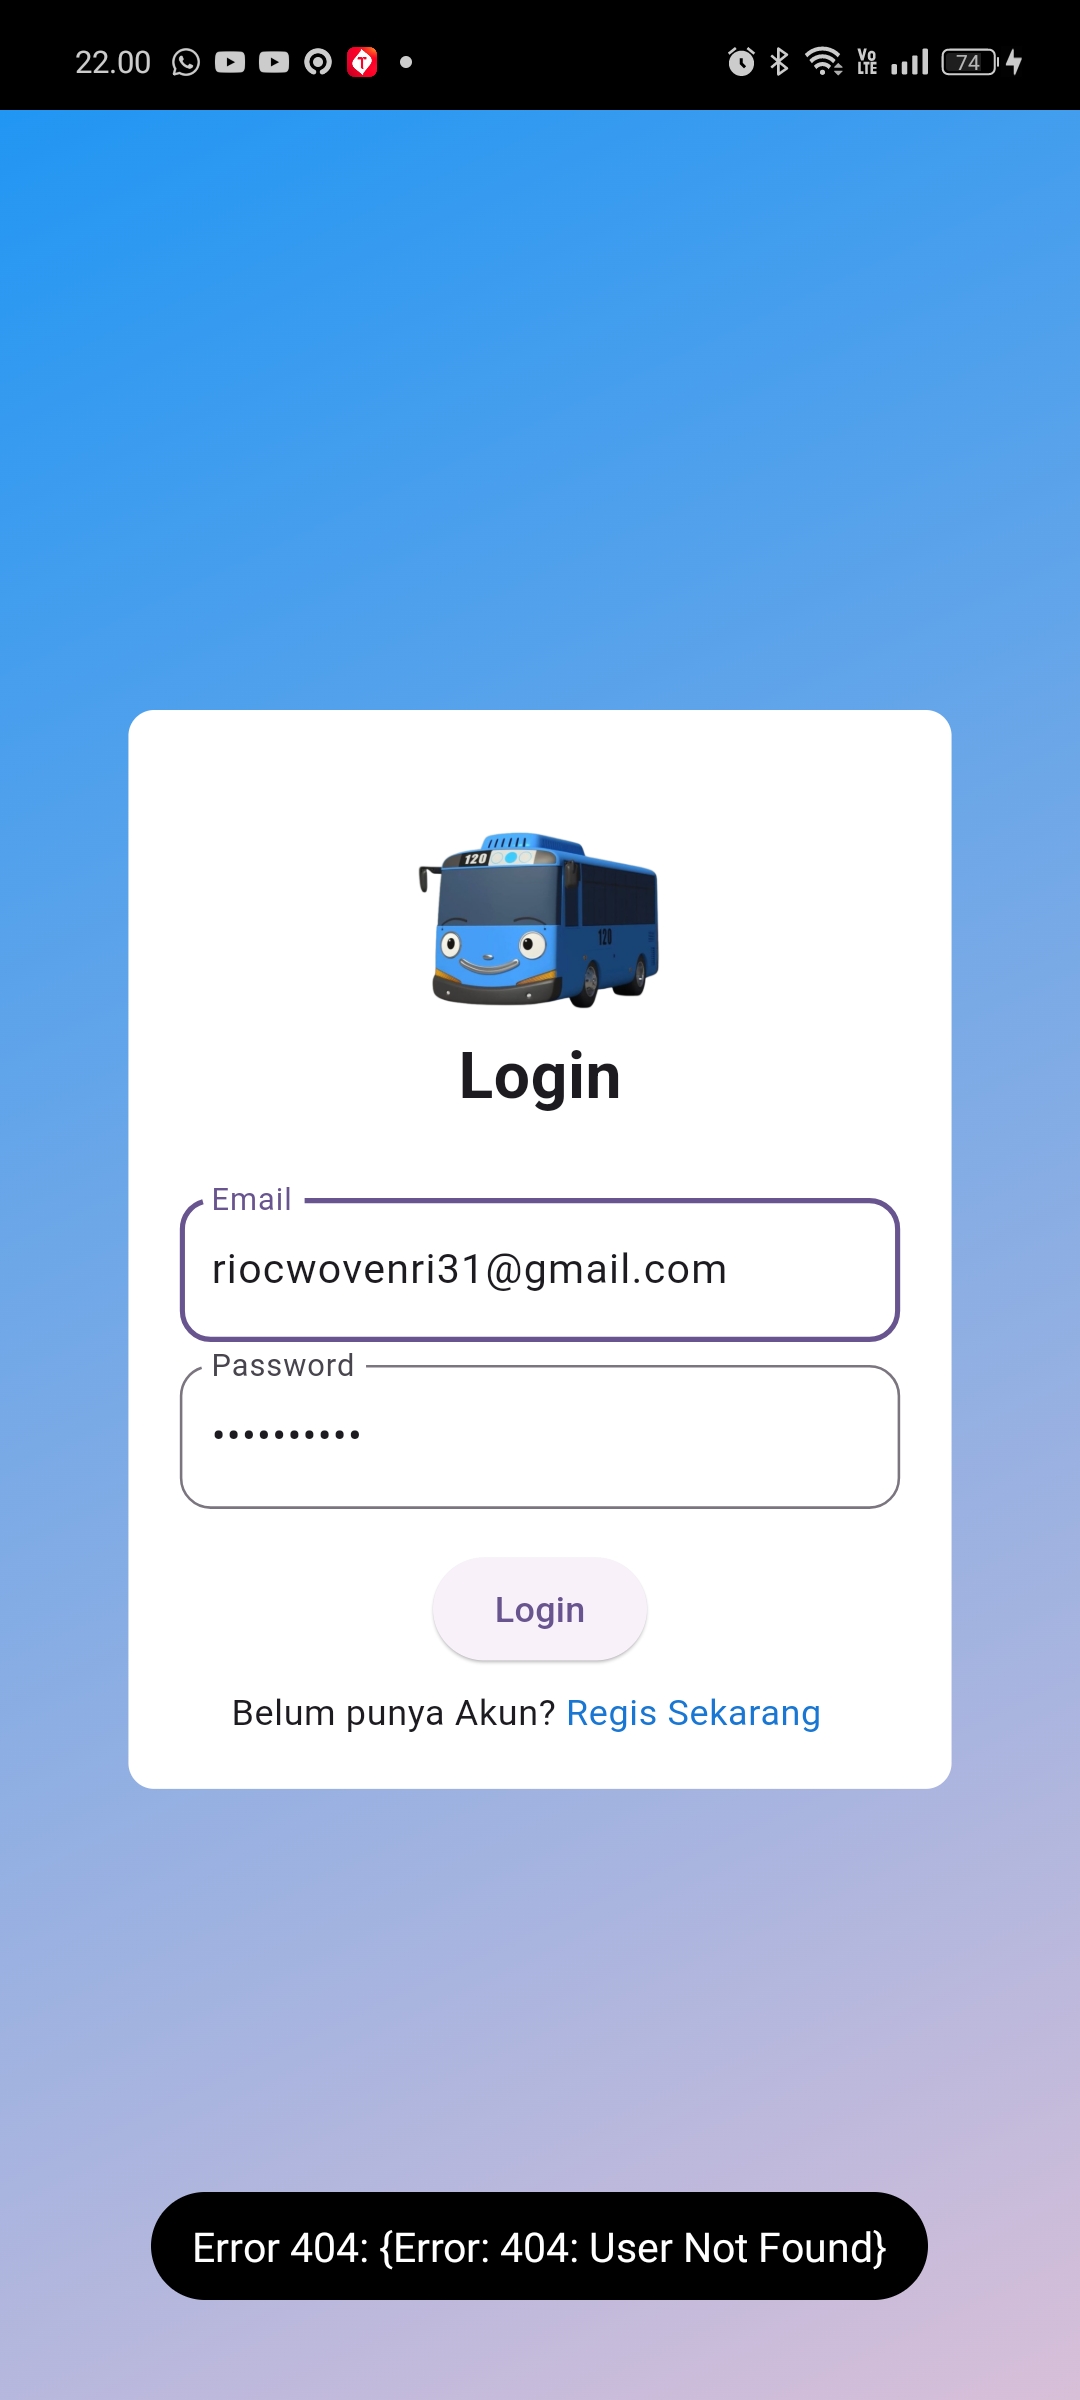 22.00
Vo
LTE
74
120
120
Login
Email
riocwovenri31@gmail.com
Password
••••••••••
Login
Belum punya Akun? Regis Sekarang
Error 404: {Error: 404: User Not Found}